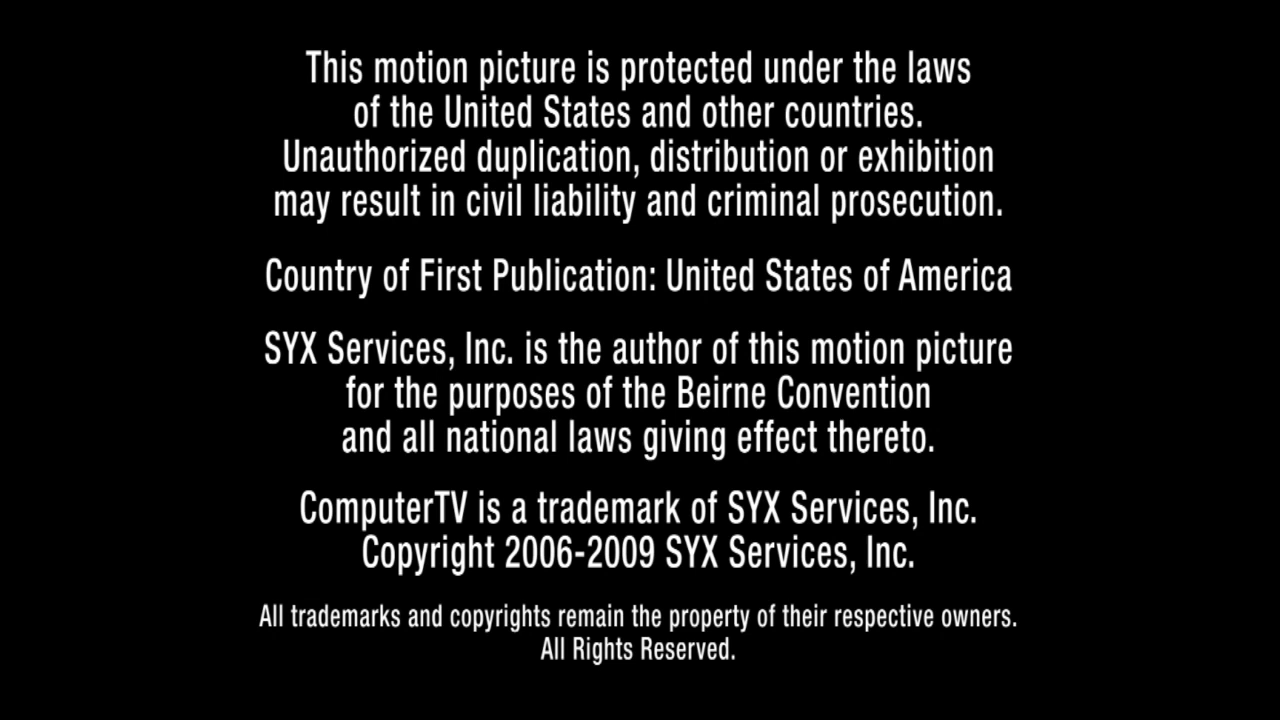 This motion picture is protected under the laws
of the United States and other countries.
Unauthorized duplication, distribution or exhibition
may result in civil liability and criminal prosecution.
Country of First Publication: United States of America
SYX Services, Inc. is the author of this motion picture
for the purposes of the Beirne Convention
and all national laws giving effect thereto.
ComputerTV is a trademark of SYX Services, Inc.
Copyright 2006-2009 SYX Services, Inc.
All trademarks and copyrights remain the property of their respective owners.
All Rights Reserved.